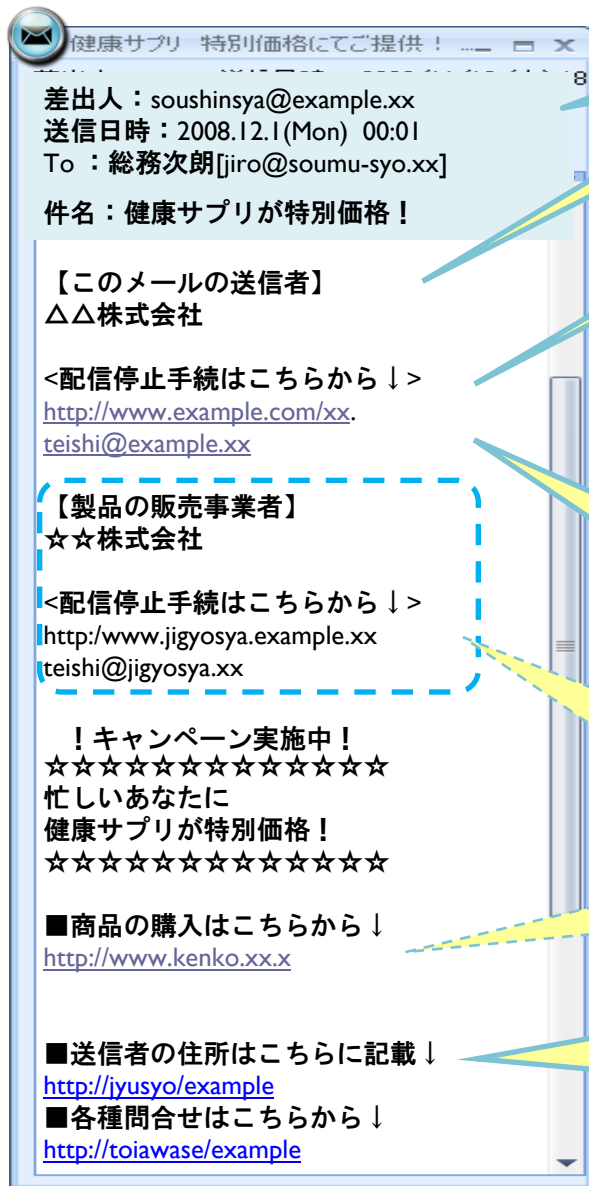 健康サプリ 特別価格にてご提供！ ...
差出人：soushinsya@example.xx
送信日時：2008.12.1(Mon) 00:01
To ：総務次朗[jiro@soumu-syo.xx]
件名：健康サプリが特別価格！
【このメールの送信者】
△△株式会社
<配信停止手続はこちらから↓>
http://www.example.com/xx.
teishi@example.xx
【製品の販売事業者】
☆☆株式会社
<配信停止手続はこちらから↓>
http:/www.jigyosya.example.xx
teishi@jigyosya.xx
！キャンペーン実施中！
☆☆☆☆☆☆☆☆☆☆☆☆☆
忙しいあなたに
健康サプリが特別価格！
☆☆☆☆☆☆☆☆☆☆☆☆☆
■商品の購入はこちらから↓
http://www.kenko.xx.x
■送信者の住所はこちらに記載↓
http://jyusyo/example
■各種問合せはこちらから↓
http://toiawase/example